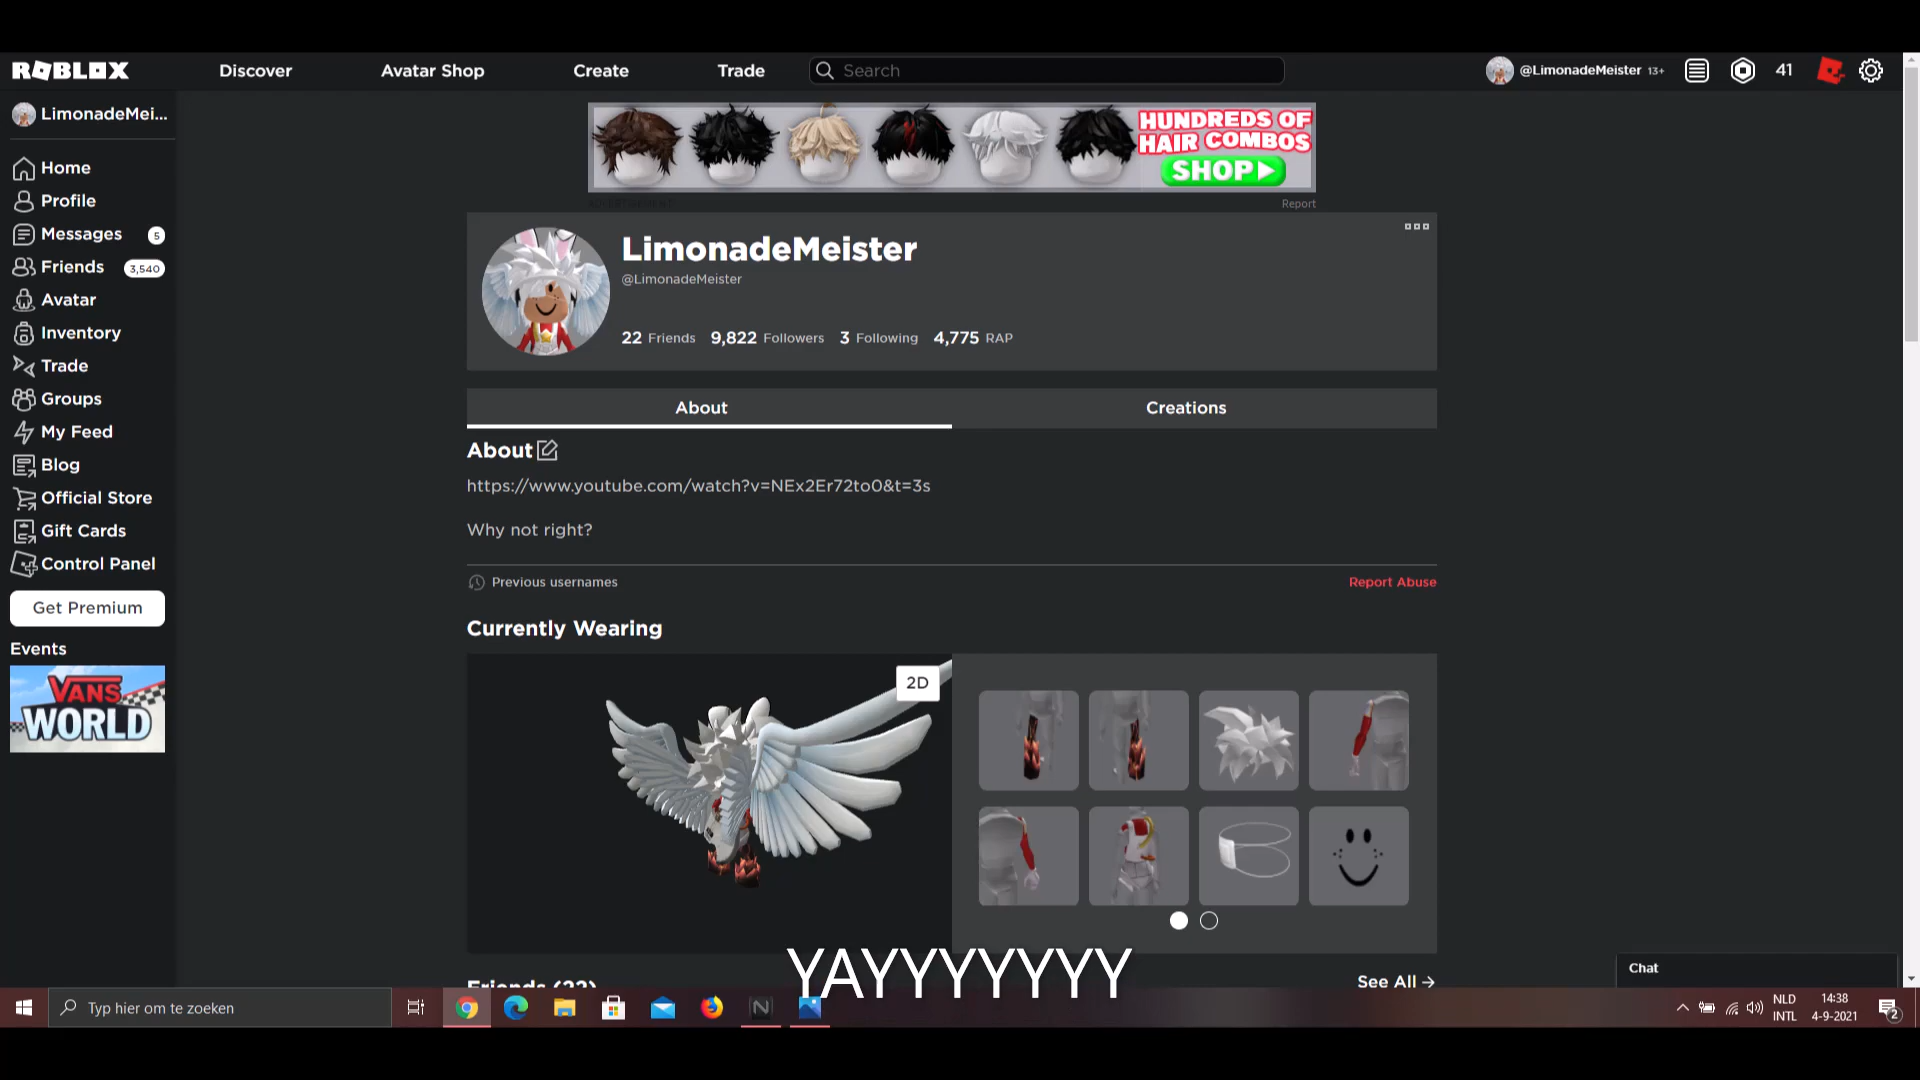 ROBLOX
Discover
Avatar Shop
Create
Trade
Search
@LimonadeMeister 13+
41
LimonadeMei...
Home
Profile
Messages 5
Friends 3,540
Avatar
Inventory
Trade
Groups
My Feed
Blog
Official Store
Gift Cards
Control Panel
Get Premium
Events
VANS
WORLD
HUNDREDS OF
HAIR COMBOS
SHOP
ADVERTISEMENT
Report
LimonadeMeister
@LimonadeMeister
22 Friends 9,822 Followers 3 Following 4,775 RAP
About
Creations
About
https://www.youtube.com/watch?v=NEx2Er72to0&t=3s
Why not right?
Previous usernames
Report Abuse
Currently Wearing
2D
Friends (22)
See All →
YAYYYYYYYY
Chat
Typ hier om te zoeken
NLD
INTL
14:38
4-9-2021
2